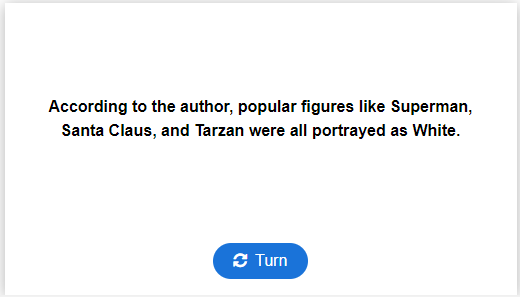 According to the author, popular figures like Superman,
Santa Claus, and Tarzan were all portrayed as White.
Turn